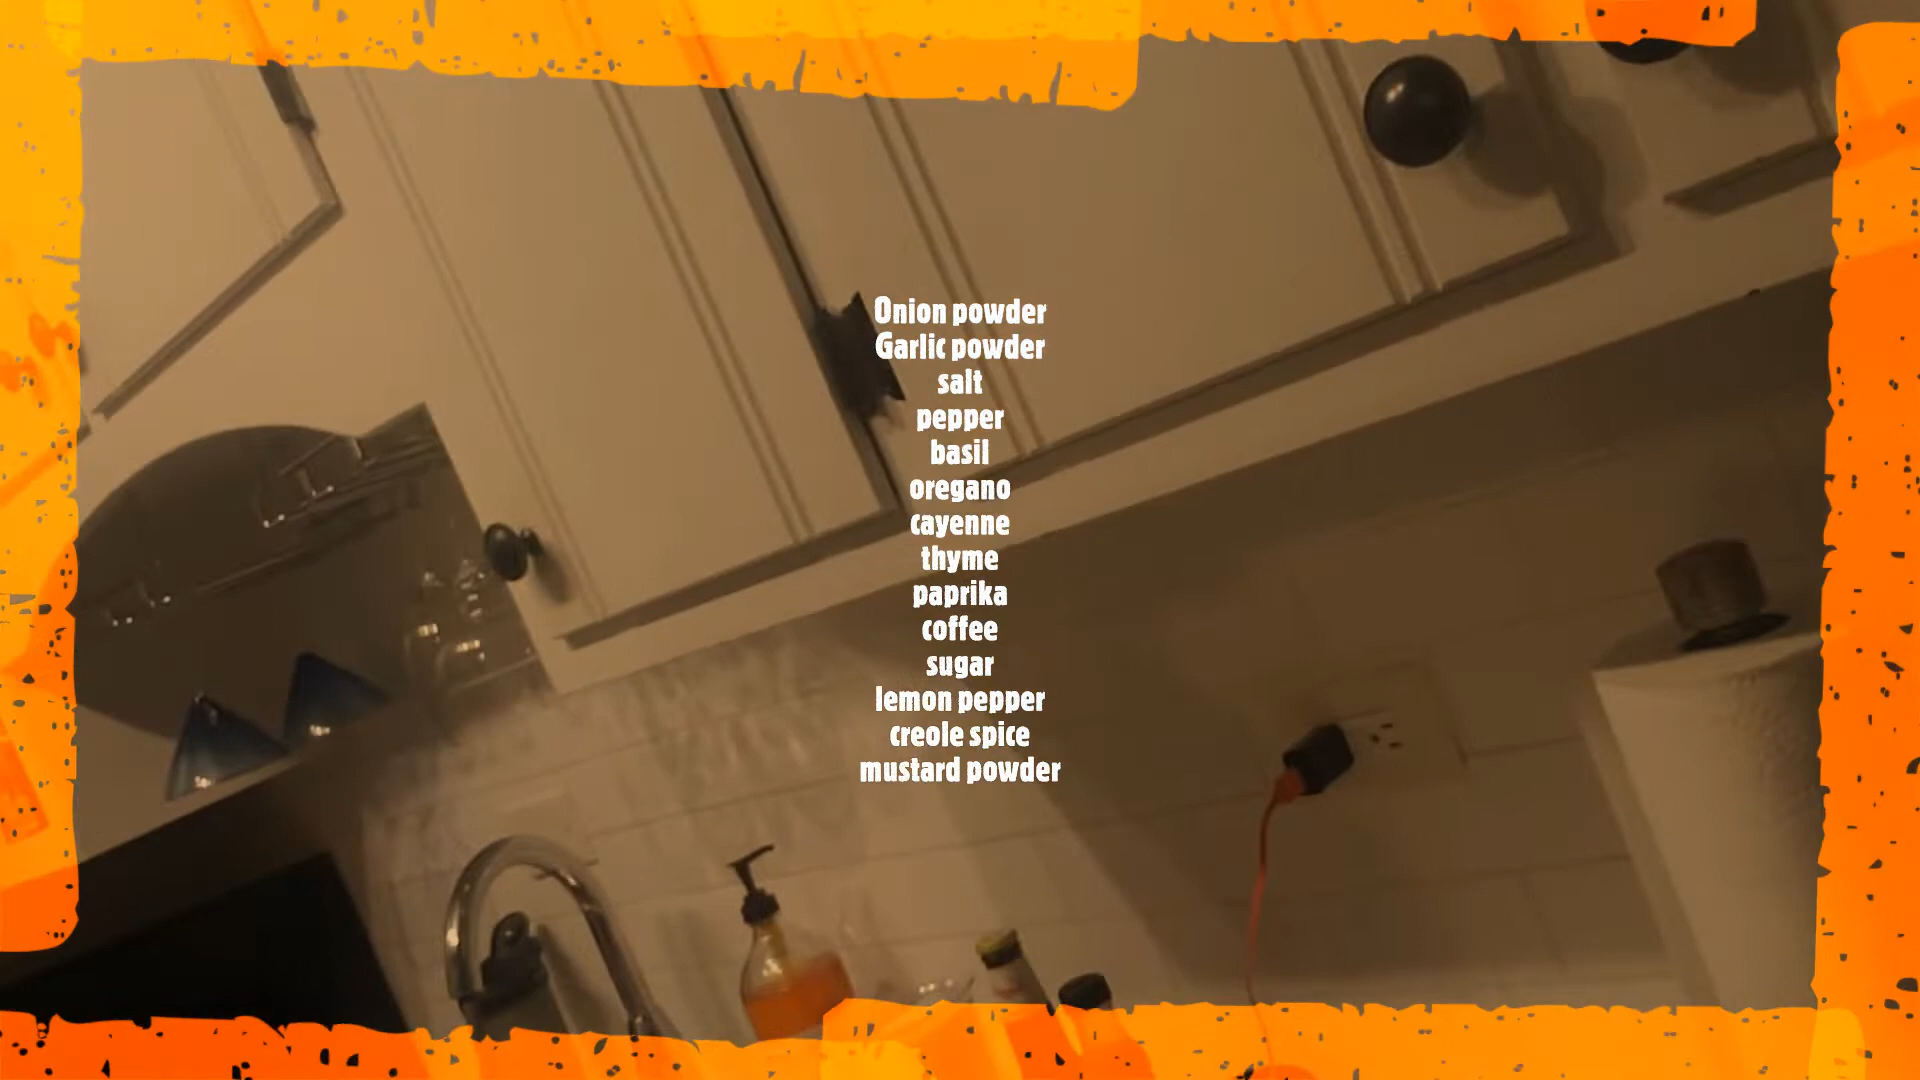 Onion powder
Garlic powder
salt
pepper
basil
oregano
cayenne
thyme
paprika
coffee
sugar
lemon pepper
creole spice
mustard powder